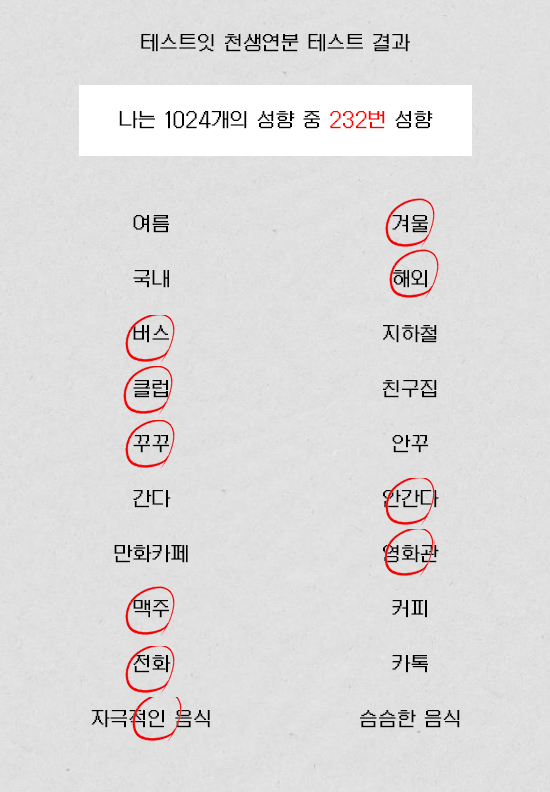 테스트잇 천생연분 테스트 결과
나는 1024개의 성향 중 232번 성향
여름 겨울
국내 해외
버스 지하철
클럽 친구집
꾸꾸 안꾸
간다 안간다
만화카페 영화관
맥주 커피
전화 카톡
자극적인 음식 슴슴한 음식